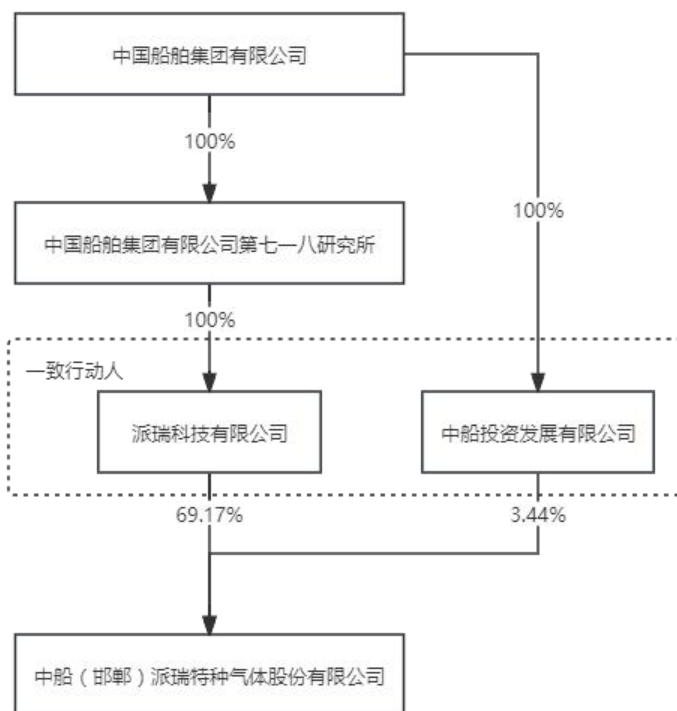 中国船舶集团有限公司
100%
100%
中国船舶集团有限公司第七一八研究所
100%
一致行动人
派瑞科技有限公司
中船投资发展有限公司
69.17%
3.44%
中船（邯郸）派瑞特种气体股份有限公司